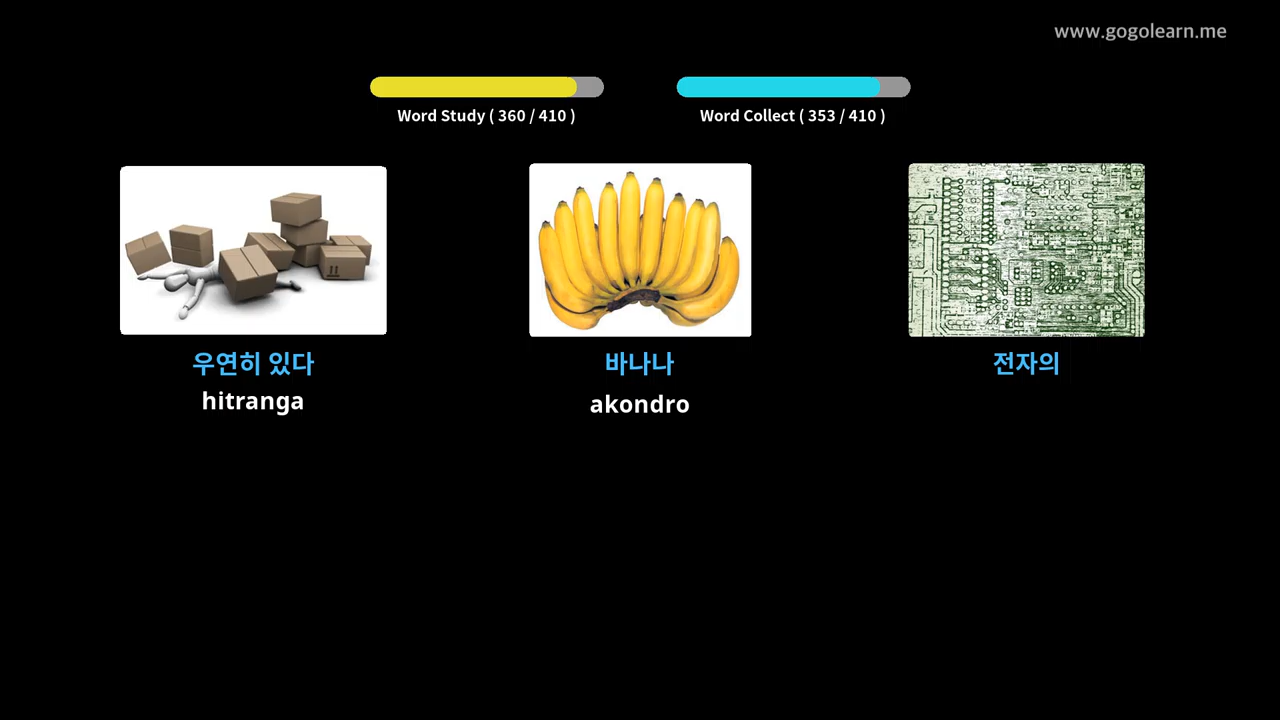 www.gogolearn.me
Word Study ( 360 / 410 )
Word Collect ( 353 / 410 )
우연히 있다
바나나
전자의
hitranga
akondro